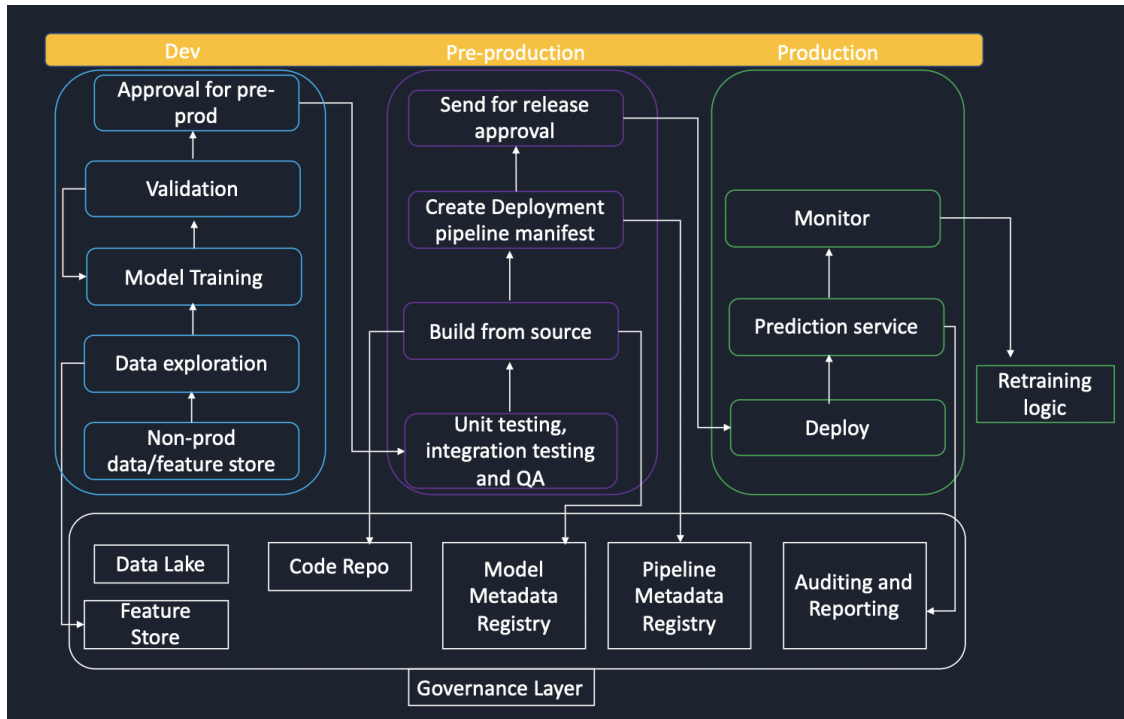 Dev
Pre-production
Production
Approval for pre-
prod
Validation
Model Training
Data exploration
Non-prod
data/feature store
Send for release
approval
Create Deployment
pipeline manifest
Build from source
Unit testing,
integration testing
and QA
Monitor
Prediction service
Deploy
Retraining
logic
Data Lake
Feature
Store
Code Repo
Model
Metadata
Registry
Pipeline
Metadata
Registry
Auditing and
Reporting
Governance Layer